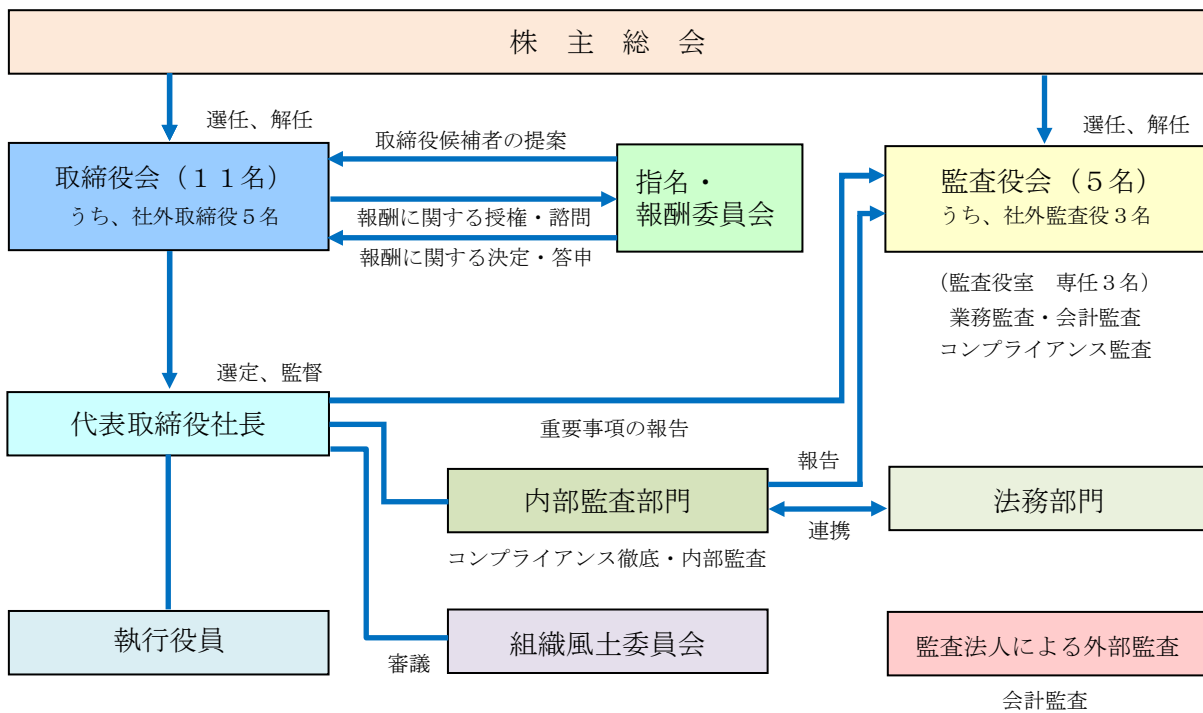 株　主　総　会
選任、解任
選任、解任
取締役会（１１名）
うち、社外取締役５名
取締役候補者の提案
報酬に関する授権・諮問
報酬に関する決定・答申
指名・
報酬委員会
監査役会（５名）
うち、社外監査役３名
（監査役室　専任３名）
業務監査・会計監査
コンプライアンス監査
選定、監督
代表取締役社長
重要事項の報告
報告
内部監査部門
連携
法務部門
コンプライアンス徹底・内部監査
執行役員
審議
組織風土委員会
監査法人による外部監査
会計監査